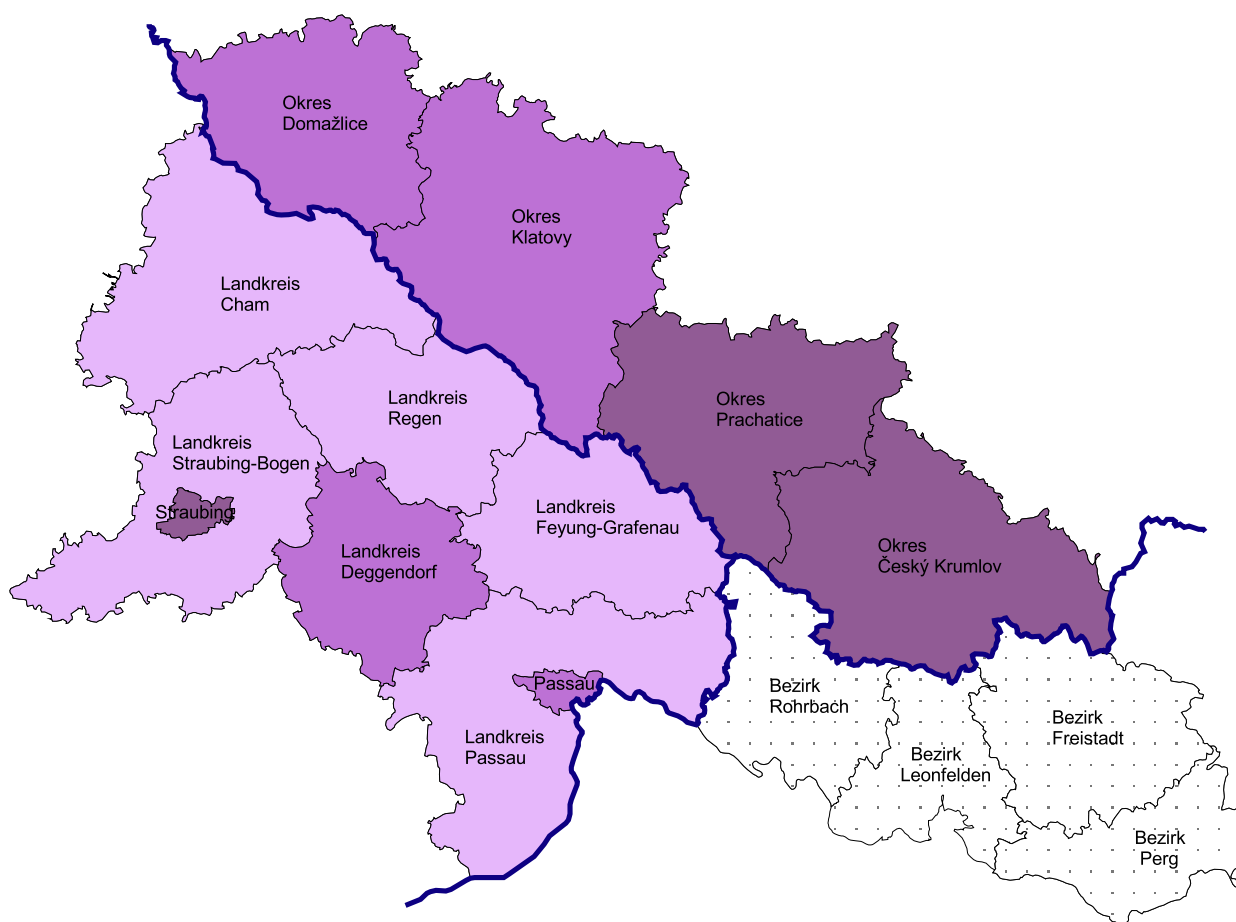 Okres
Domažlice
Okres
Klatovy
Landkreis
Cham
Landkreis
Regen
Okres
Prachatice
Landkreis
Straubing-Bogen
Straubing
Landkreis
Feyung-Grafenau
Landkreis
Deggendorf
Okres
Český Krumlov
Passau
Bezirk
Rohrbach
Landkreis
Passau
Bezirk
Freistadt
Bezirk
Leonfelden
Bezirk
Perg